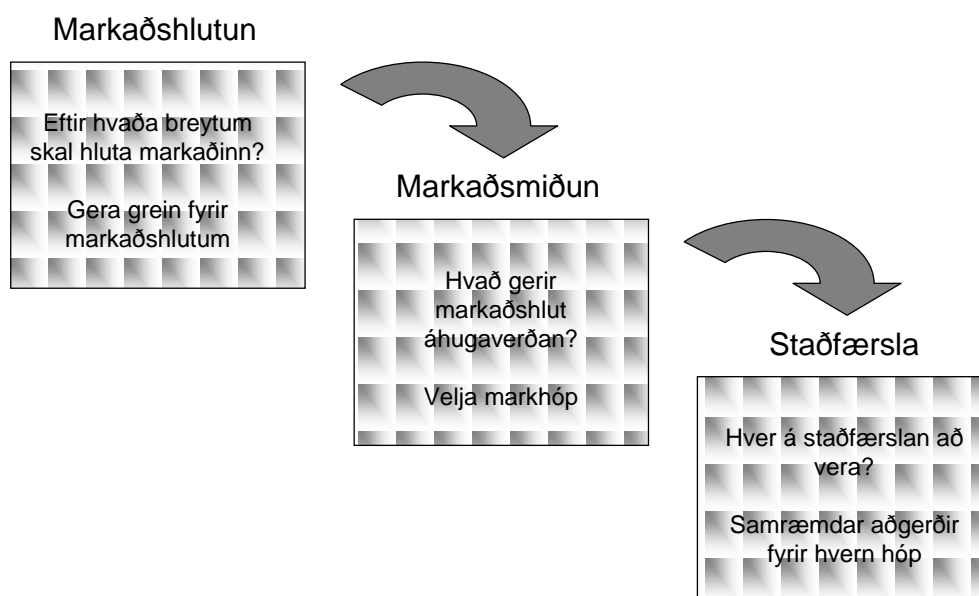 Markaðshlutun
Eftir hvaða breytum
skal hluta markaðinn?
Gera grein fyrir
markaðshlutum
Markaðsmiðun
Hvað gerir
markaðshlut
áhugaverðan?
Velja markhóp
Staðfærsla
Hver á staðfærslan að
vera?
Samræmdar aðgerðir
fyrir hvern hóp